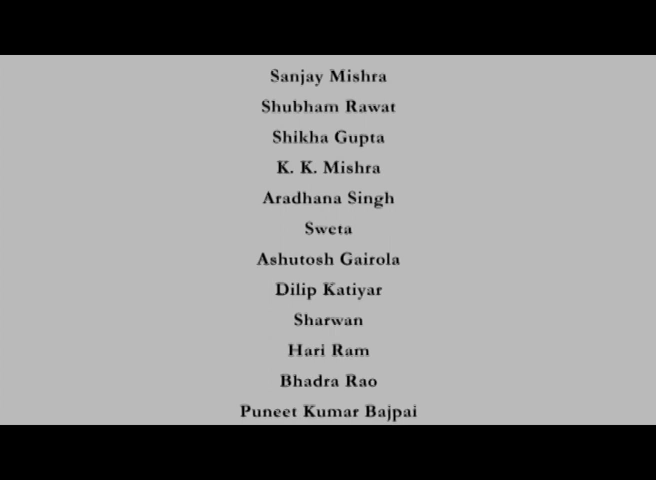 Sanjay Mishra
Shubham Rawat
Shikha Gupta
K. K. Mishra
Aradhana Singh
Sweta
Ashutosh Gairola
Dilip Katiyar
Sharwan
Hari Ram
Bhadra Rao
Puneet Kumar Bajpai